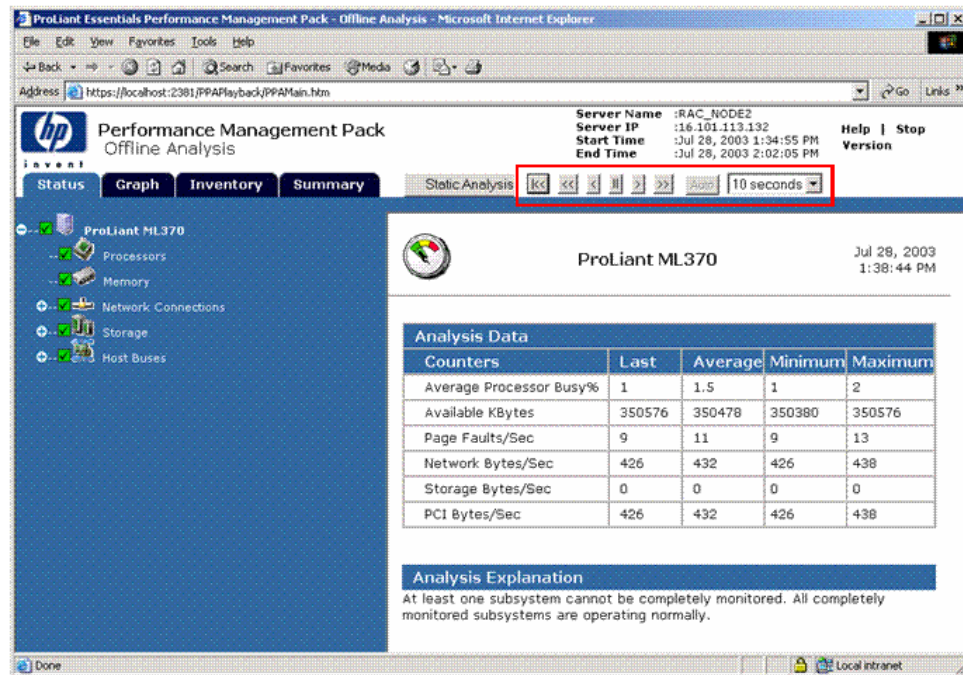 ProLiant Essentials Performance Management Pack - Offline Analysis - Microsoft Internet Explorer
File Edit View Favorites Tools Help
Back Search Favorites Media
Address https://localhost:2381/PPAPlayback/PPAMain.htm Go Links »
hp Performance Management Pack
Offline Analysis
invent
Server Name :RAC_NODE2
Server IP :16.101.113.132
Start Time :Jul 28, 2003 1:34:55 PM
End Time :Jul 28, 2003 2:02:05 PM
Help | Stop
Version
Status Graph Inventory Summary Static Analysis |<< << < || > >> Auto 10 seconds
ProLiant ML370
Processors
Memory
Network Connections
Storage
Host Buses
ProLiant ML370
Jul 28, 2003
1:38:44 PM
Analysis Data
Counters Last Average Minimum Maximum
Average Processor Busy% 1 1.5 1 2
Available KBytes 350576 350478 350380 350576
Page Faults/Sec 9 11 9 13
Network Bytes/Sec 426 432 426 438
Storage Bytes/Sec 0 0 0 0
PCI Bytes/Sec 426 432 426 438
Analysis Explanation
At least one subsystem cannot be completely monitored. All completely
monitored subsystems are operating normally.
Done Local intranet